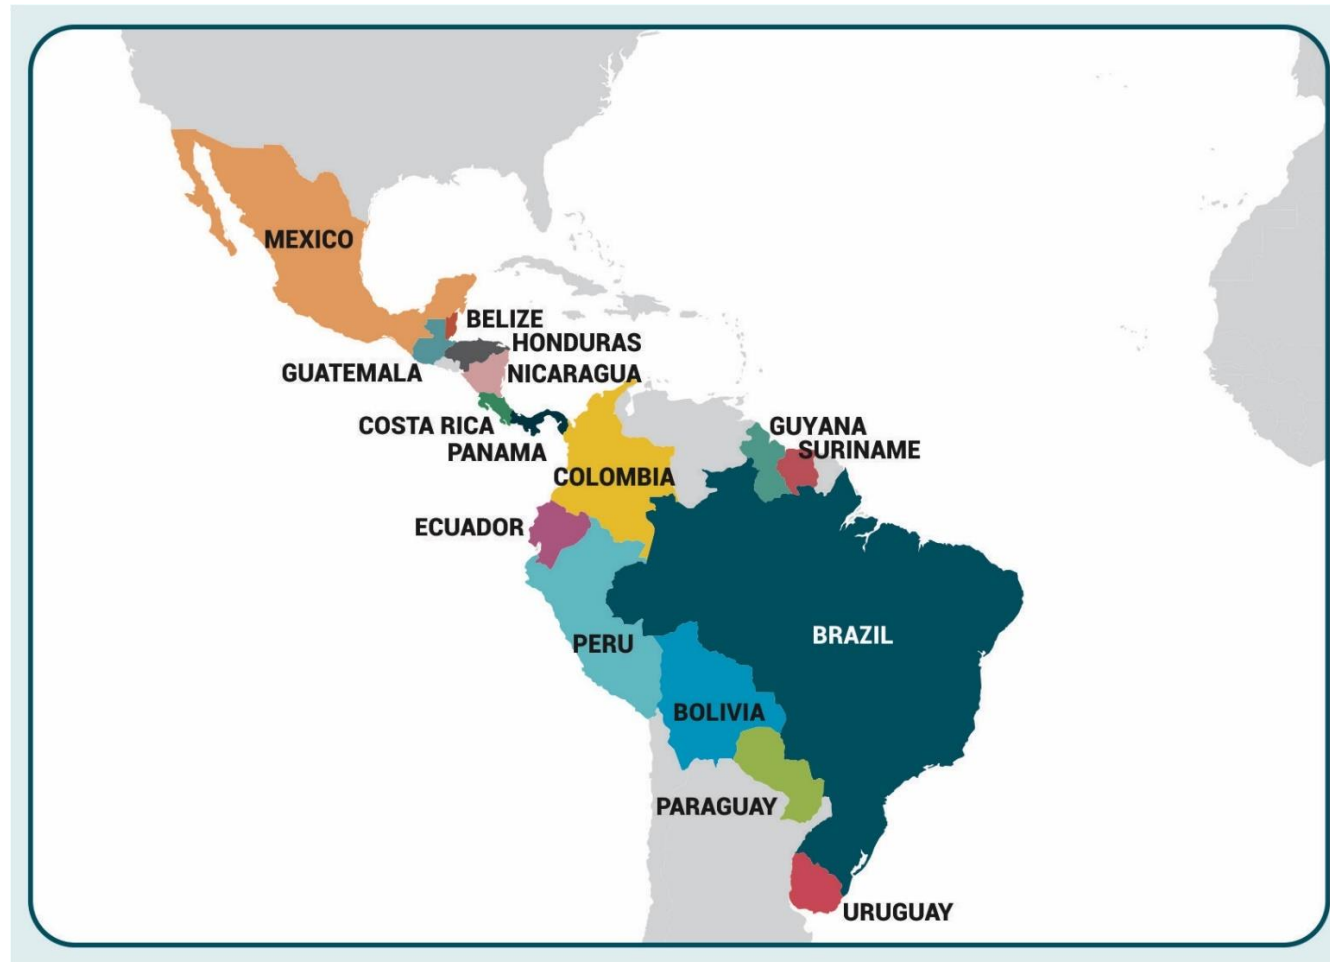 MEXICO
BELIZE
HONDURAS
GUATEMALA
NICARAGUA
COSTA RICA
PANAMA
GUYANA
SURINAME
COLOMBIA
ECUADOR
BRAZIL
PERU
BOLIVIA
PARAGUAY
URUGUAY